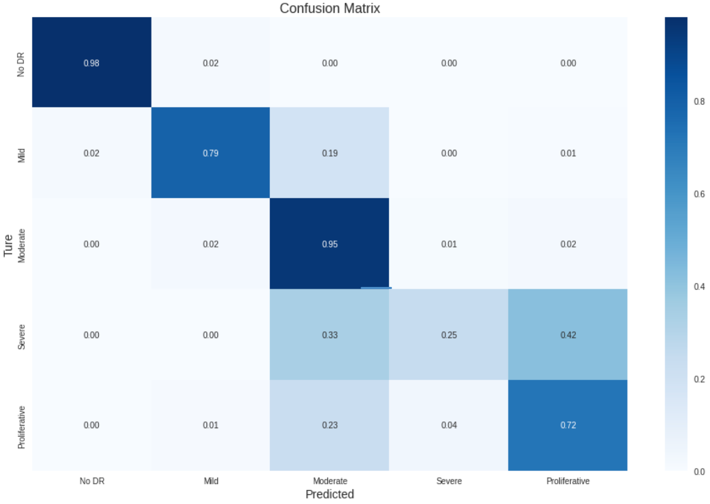 Confusion Matrix
No DR 0.98 0.02 0.00 0.00 0.00
Mild 0.02 0.79 0.19 0.00 0.01
Moderate 0.00 0.02 0.95 0.01 0.02
Severe 0.00 0.00 0.33 0.25 0.42
Proliferative 0.00 0.01 0.23 0.04 0.72
Ture
No DR Mild Moderate Severe Proliferative
Predicted
0.8
0.6
0.4
0.2
0.0